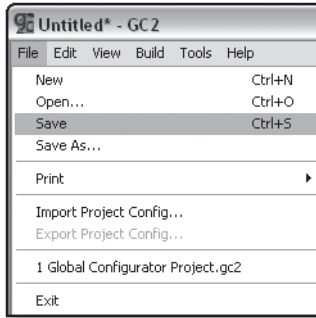 GC Untitled* - GC2
File Edit View Build Tools Help
New Ctrl+N
Open... Ctrl+O
Save Ctrl+S
Save As...
Print
Import Project Config...
Export Project Config...
1 Global Configurator Project.gc2
Exit